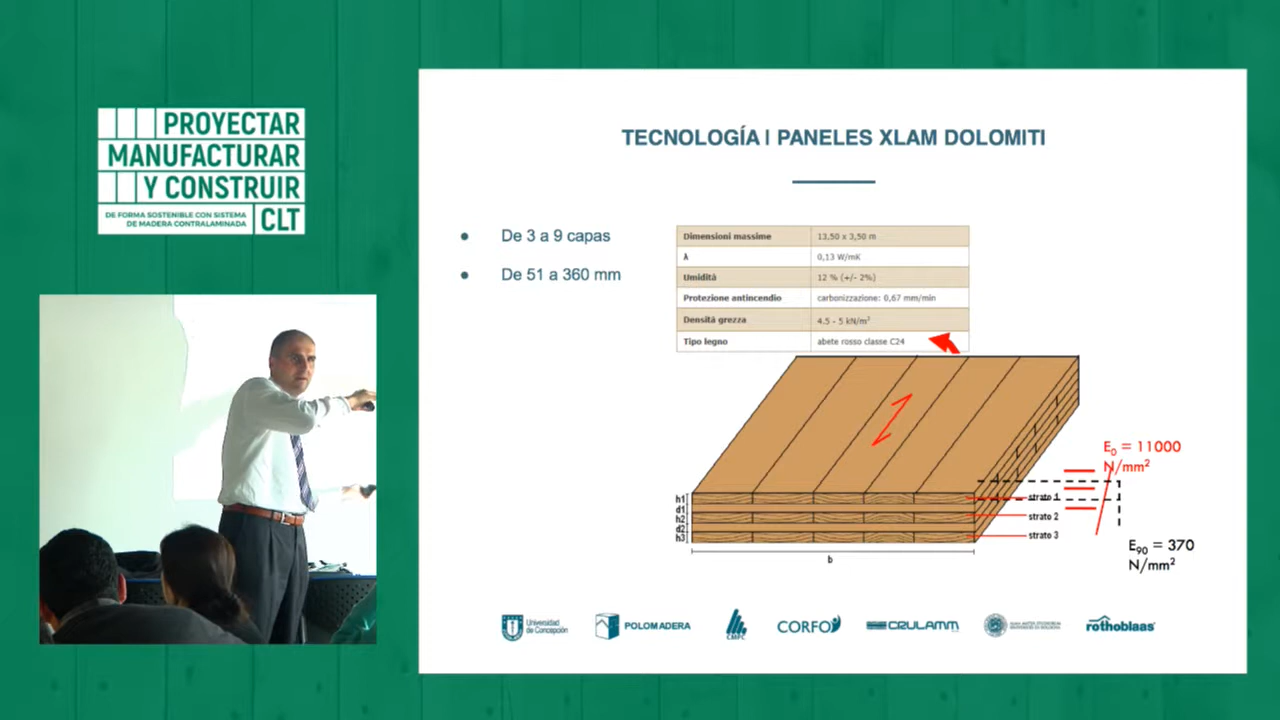 PROYECTAR
MANUFACTURAR
Y CONSTRUIR
DE FORMA SOSTENIBLE CON SISTEMA
DE MADERA CONTRALAMINADA
CLT
TECNOLOGÍA | PANELES XLAM DOLOMITI
• De 3 a 9 capas
• De 51 a 360 mm
Dimensioni massime 13,50 x 3,50 m
λ 0,13 W/mK
Umidità 12 % (+/- 2%)
Protezione antincendio carbonizzazione: 0,67 mm/min
Densità grezza 4.5 - 5 kN/m²
Tipo legno abete rosso classe C24
E₀ = 11000
N/mm²
h1
d1
h2
d2
h3
strato 1
strato 2
strato 3
b
E₉₀ = 370
N/mm²
Universidad
de Concepción
POLOMADERA
CMPC
CORFO
CRULAMM
rothoblaas